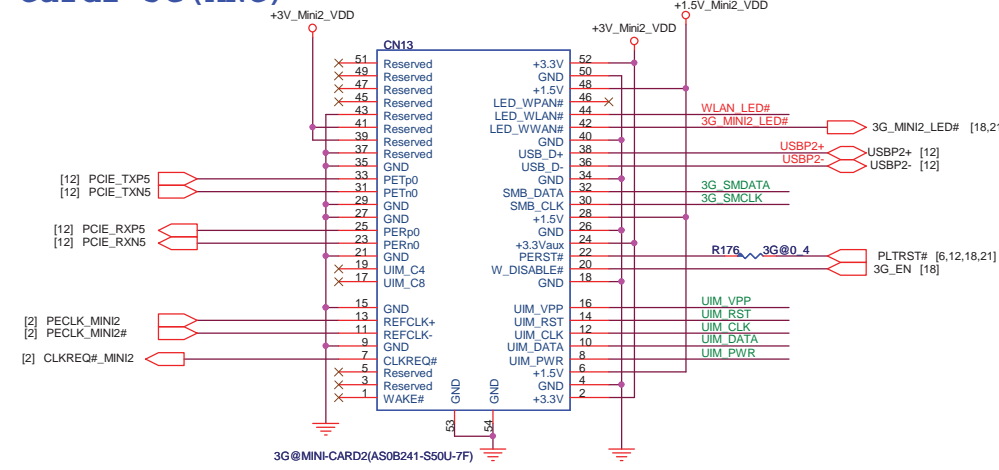 +3V_Mini2_VDD
+1.5V_Mini2_VDD
+3V_Mini2_VDD
CN13
51 Reserved +3.3V 52
49 Reserved GND 50
47 Reserved +1.5V 48
45 Reserved LED_WPAN# 46
43 Reserved LED_WLAN# 44 WLAN_LED#
41 Reserved LED_WWAN# 42 3G_MINI2_LED# 3G_MINI2_LED# [18,21
39 Reserved GND 40
37 Reserved USB_D+ 38 USBP2+ USBP2+ [12]
35 GND USB_D- 36 USBP2- USBP2- [12]
[12] PCIE_TXP5 33 PETp0 GND 34
[12] PCIE_TXN5 31 PETn0 SMB_DATA 32 3G_SMDATA
29 GND SMB_CLK 30 3G_SMCLK
27 GND +1.5V 28
[12] PCIE_RXP5 25 PERp0 GND 26
[12] PCIE_RXN5 23 PERn0 +3.3Vaux 24
21 GND PERST# 22 R176 3G@0_4 PLTRST# [6,12,18,21]
19 UIM_C4 W_DISABLE# 20 3G_EN [18]
17 UIM_C8 GND 18
15 GND UIM_VPP 16 UIM_VPP
[2] PECLK_MINI2 13 REFCLK+ UIM_RST 14 UIM_RST
[2] PECLK_MINI2# 11 REFCLK- UIM_CLK 12 UIM_CLK
9 GND UIM_DATA 10 UIM_DATA
[2] CLKREQ#_MINI2 7 CLKREQ# UIM_PWR 8 UIM_PWR
5 Reserved +1.5V 6
3 Reserved GND 4
1 WAKE# +3.3V 2
GND GND
53 54
3G@MINI-CARD2(AS0B241-S50U-7F)